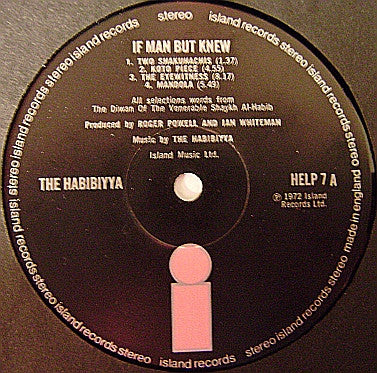 stereo island records stereo island records stereo island records made in england stereo island records stereo island records stereo island records stereo island records
IF MAN BUT KNEW
1. TWO SHAKUHACHIS (1.37)
2. KOTO PIECE (4.55)
3. THE EYEWITNESS (8.17)
4. MANDOLA (5.49)
All selections words from
The Diwan Of The Venerable Shaykh Al-Habib
Produced by ROGER POWELL AND IAN WHITEMAN
Music by THE HABIBIYYA
Island Music Ltd.
THE HABIBIYYA
HELP 7 A
℗ 1972 Island
Records Ltd.
i